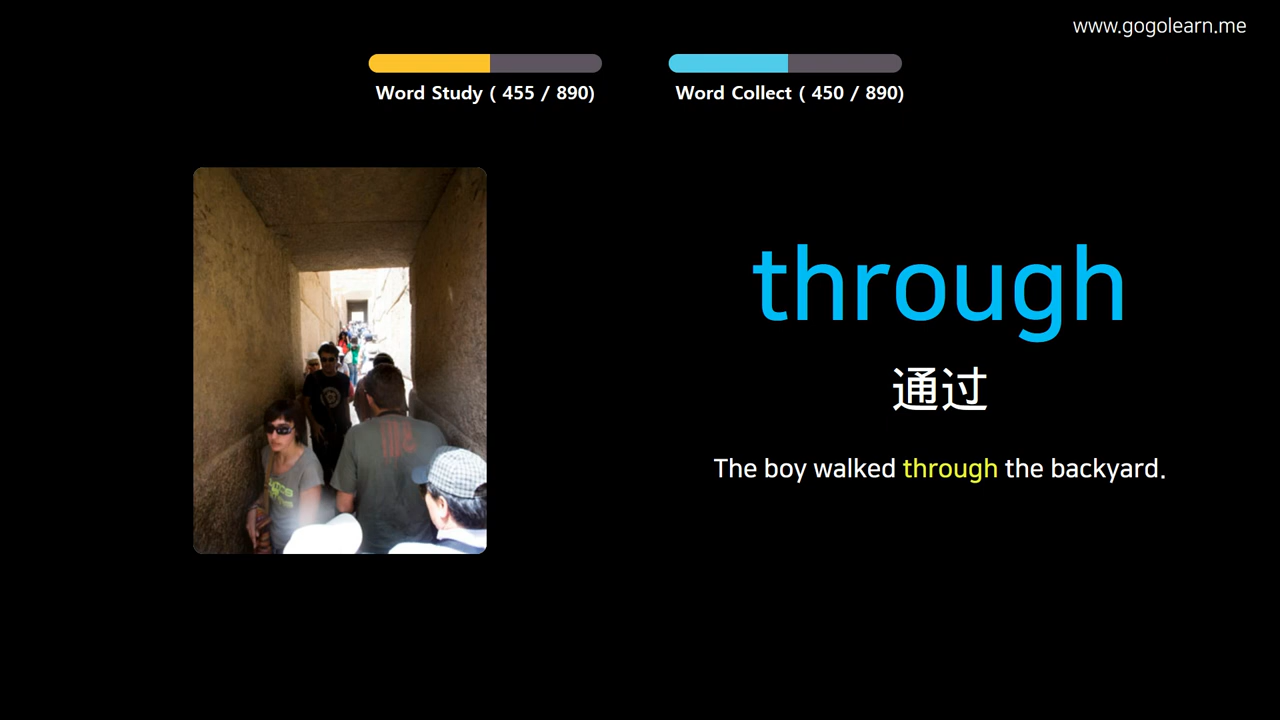 www.gogolearn.me
Word Study ( 455 / 890)
Word Collect ( 450 / 890)
through
通过
The boy walked through the backyard.